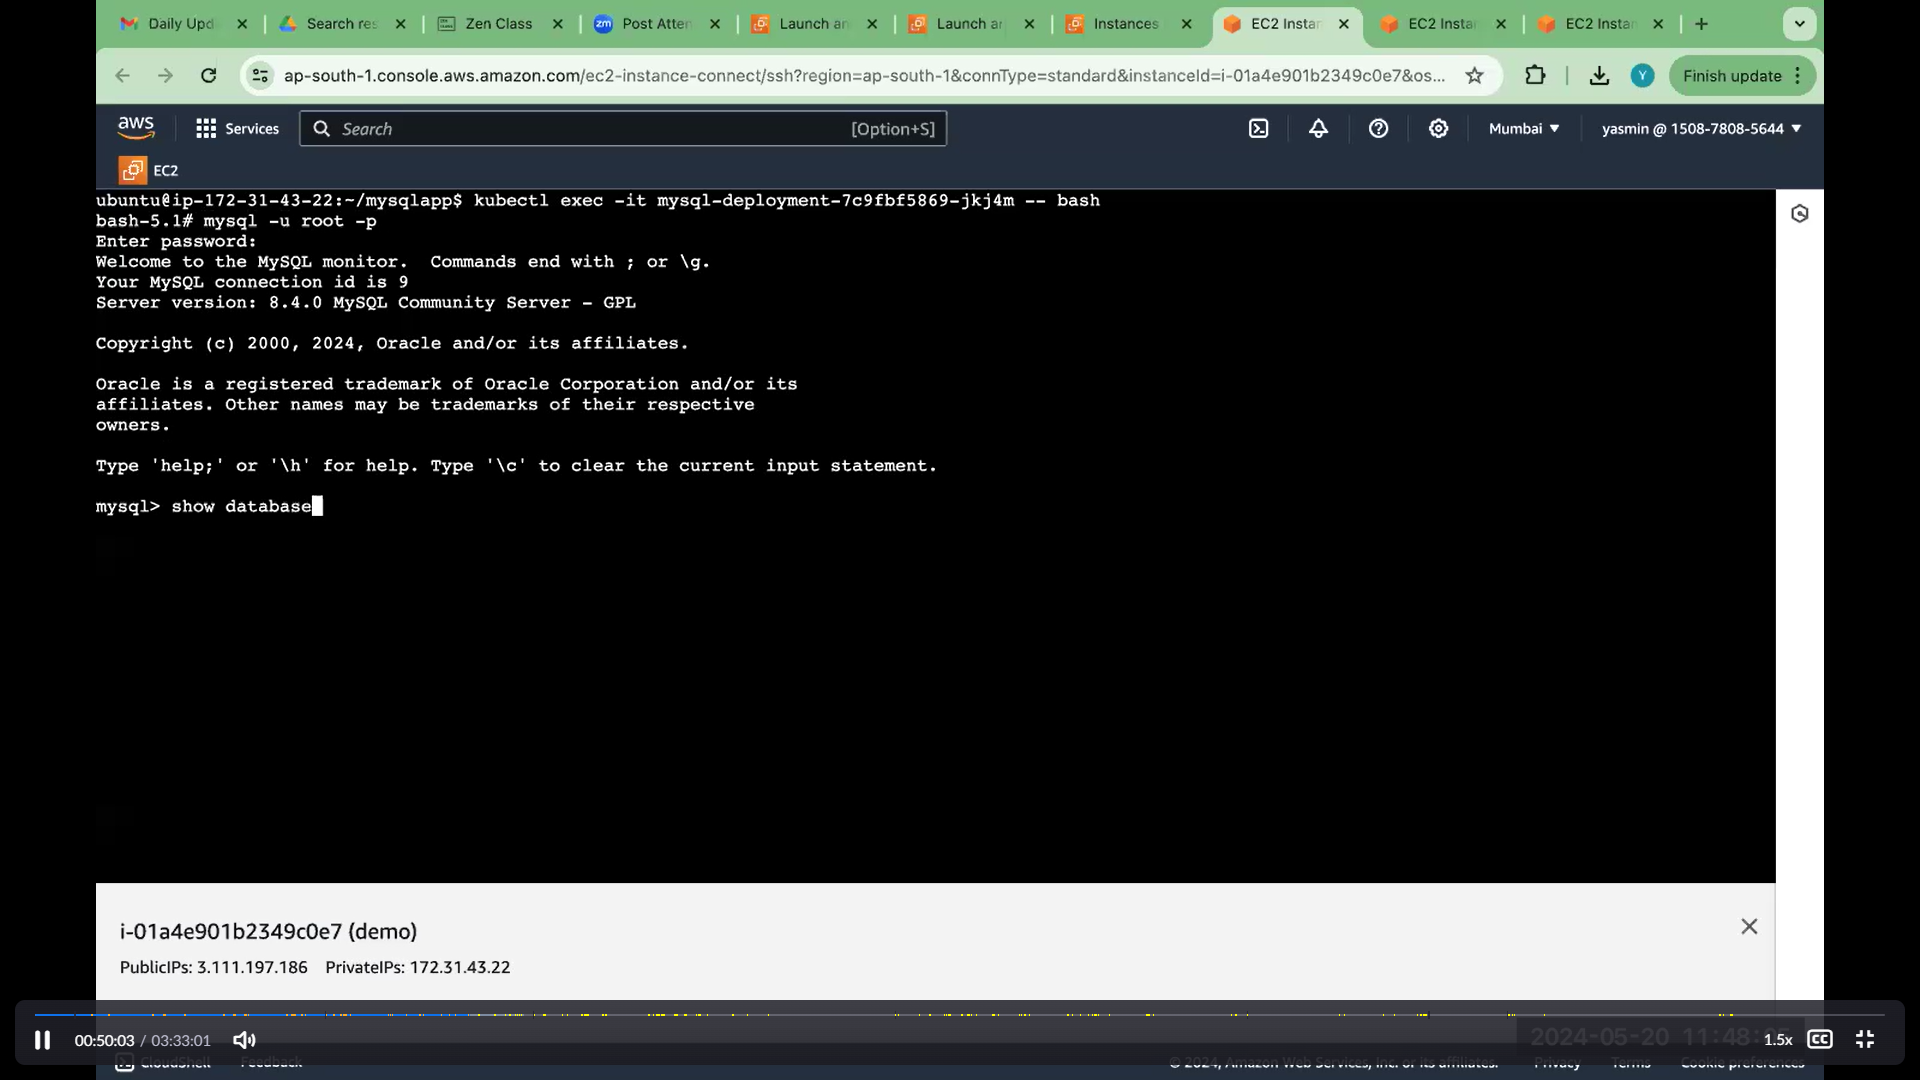 Daily Upd
Search res
Zen Class
zm
Post Atten
Launch an
Launch an
Instances
EC2 Instan
EC2 Instan
EC2 Instan
ap-south-1.console.aws.amazon.com/ec2-instance-connect/ssh?region=ap-south-1&connType=standard&instanceId=i-01a4e901b2349c0e7&os...
Y
Finish update
aws
Services
Search
[Option+S]
Mumbai
yasmin @ 1508-7808-5644
EC2
ubuntu@ip-172-31-43-22:~/mysqlapp$ kubectl exec -it mysql-deployment-7c9fbf5869-jkj4m -- bash
bash-5.1# mysql -u root -p
Enter password:
Welcome to the MySQL monitor.  Commands end with ; or \g.
Your MySQL connection id is 9
Server version: 8.4.0 MySQL Community Server - GPL
Copyright (c) 2000, 2024, Oracle and/or its affiliates.
Oracle is a registered trademark of Oracle Corporation and/or its
affiliates. Other names may be trademarks of their respective
owners.
Type 'help;' or '\h' for help. Type '\c' to clear the current input statement.
mysql> show database
i-01a4e901b2349c0e7 (demo)
PublicIPs: 3.111.197.186 PrivateIPs: 172.31.43.22
00:50:03 / 03:33:01
2024-05-20 11:48:
1.5x
CC
CloudShell
Feedback
© 2024, Amazon Web Services, Inc. or its affiliates.
Privacy
Terms
Cookie preferences